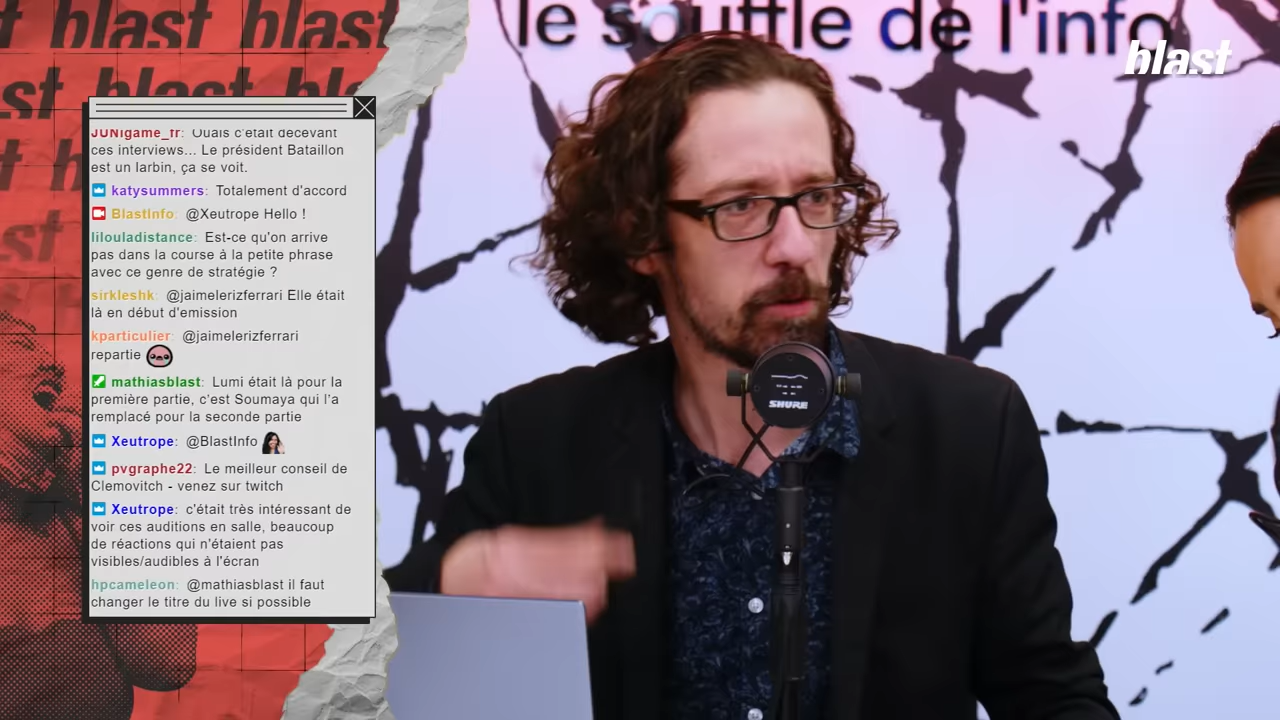 blast blast
blast blast
le souffle de l'info
blast
JUNigame_fr: Ouais c'était décevant
ces interviews... Le président Bataillon
est un larbin, ça se voit.
katysummers: Totalement d'accord
BlastInfo: @Xeutrope Hello !
lilouladistance: Est-ce qu'on arrive
pas dans la course à la petite phrase
avec ce genre de stratégie ?
sirkleshk: @jaimelerizferrari Elle était
là en début d'emission
kparticulier: @jaimelerizferrari
repartie
mathiasblast: Lumi était là pour la
première partie, c'est Soumaya qui l'a
remplacé pour la seconde partie
Xeutrope: @BlastInfo
pvgraphe22: Le meilleur conseil de
Clemovitch - venez sur twitch
Xeutrope: c'était très intéressant de
voir ces auditions en salle, beaucoup
de réactions qui n'étaient pas
visibles/audibles à l'écran
hpcameleon: @mathiasblast il faut
changer le titre du live si possible
SHURE